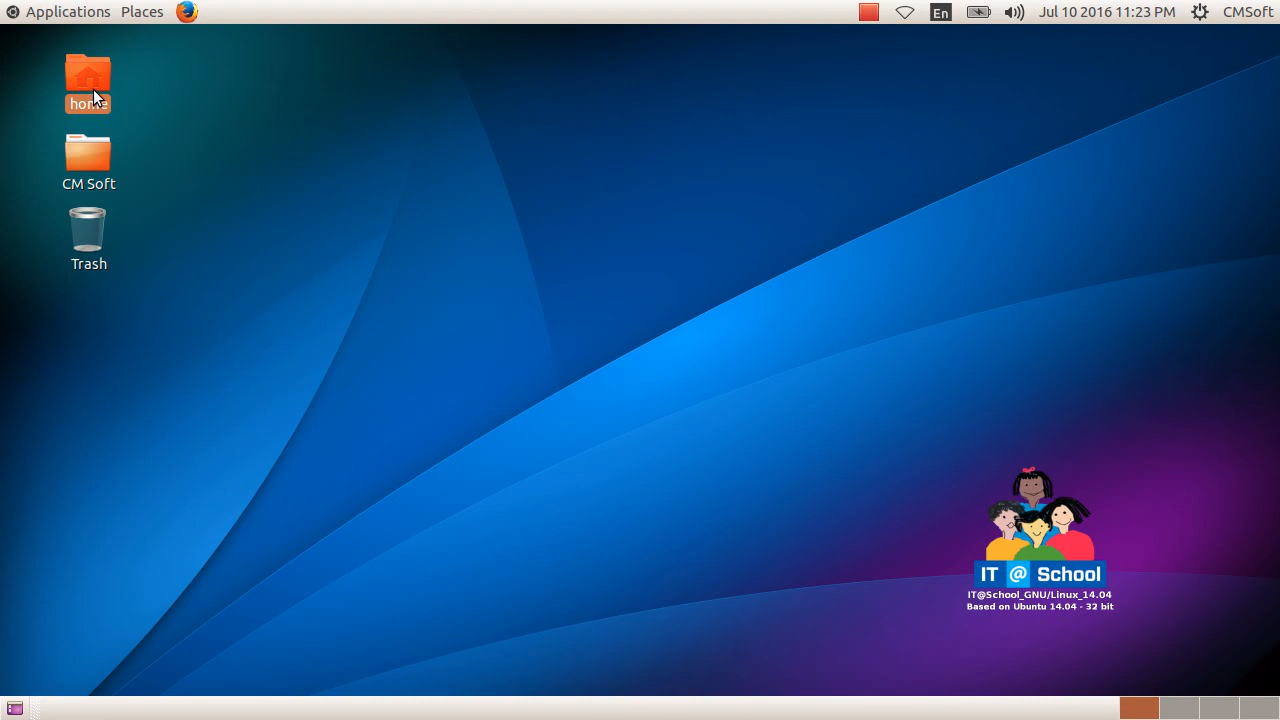 Applications Places En Jul 10 2016 11:23 PM CMSoft
home
CM Soft
Trash
IT @ School
IT@School_GNU/Linux_14.04
Based on Ubuntu 14.04 - 32 bit